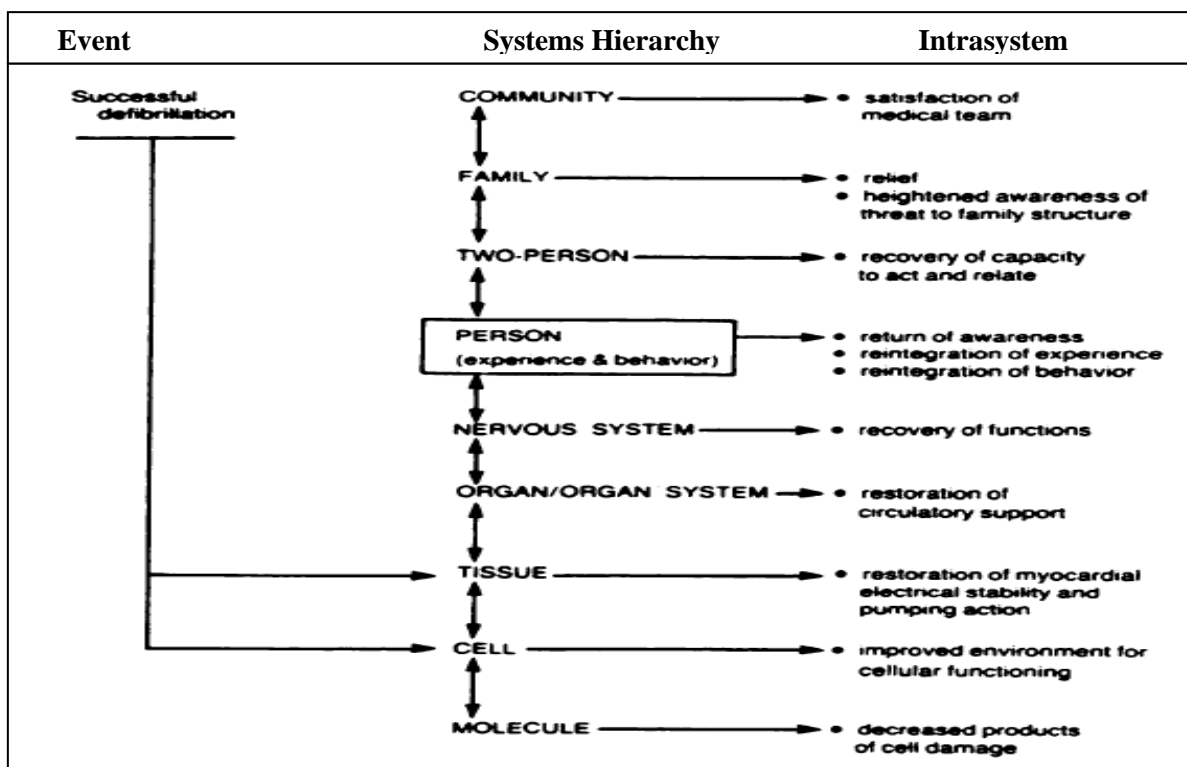 Event Systems Hierarchy Intrasystem
Successful
defibrillation
COMMUNITY
• satisfaction of
medical team
FAMILY
• relief
• heightened awareness of
threat to family structure
TWO-PERSON
• recovery of capacity
to act and relate
PERSON
(experience & behavior)
• return of awareness
• reintegration of experience
• reintegration of behavior
NERVOUS SYSTEM
• recovery of functions
ORGAN/ORGAN SYSTEM
• restoration of
circulatory support
TISSUE
• restoration of myocardial
electrical stability and
pumping action
CELL
• improved environment for
cellular functioning
MOLECULE
• decreased products
of cell damage